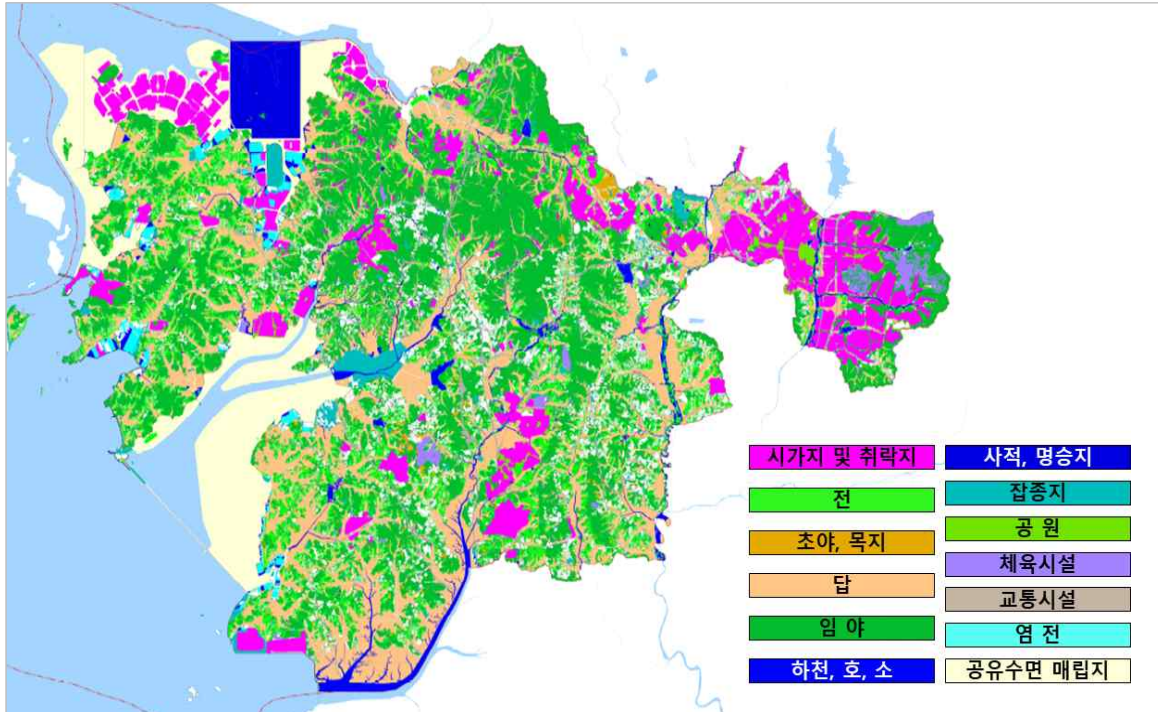 시가지 및 취락지
전
초야, 목지
답
임 야
하천, 호, 소
사적, 명승지
잡종지
공 원
체육시설
교통시설
염 전
공유수면 매립지